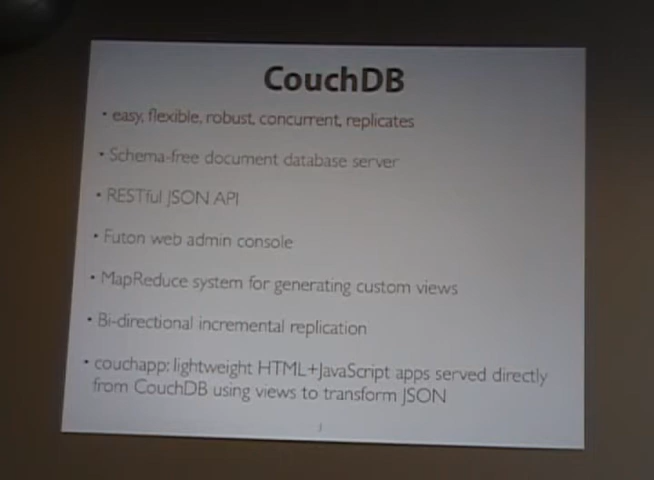 CouchDB
• easy, flexible, robust, concurrent, replicates
• Schema-free document database server
• RESTful JSON API
• Futon web admin console
• MapReduce system for generating custom views
• Bi-directional incremental replication
• couchapp: lightweight HTML+JavaScript apps served directly
from CouchDB using views to transform JSON